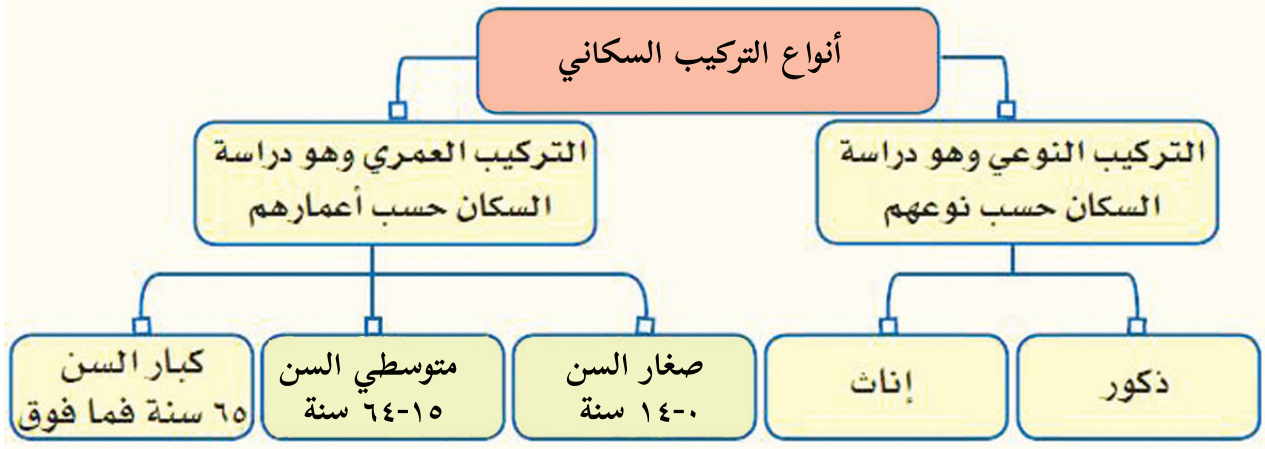 أنواع التركيب السكاني
التركيب النوعي وهو دراسة
السكان حسب نوعهم
التركيب العمري وهو دراسة
السكان حسب أعمارهم
ذكور
إناث
صغار السن
٠-١٤ سنة
متوسطي السن
١٥-٦٤ سنة
كبار السن
٦٥ سنة فما فوق